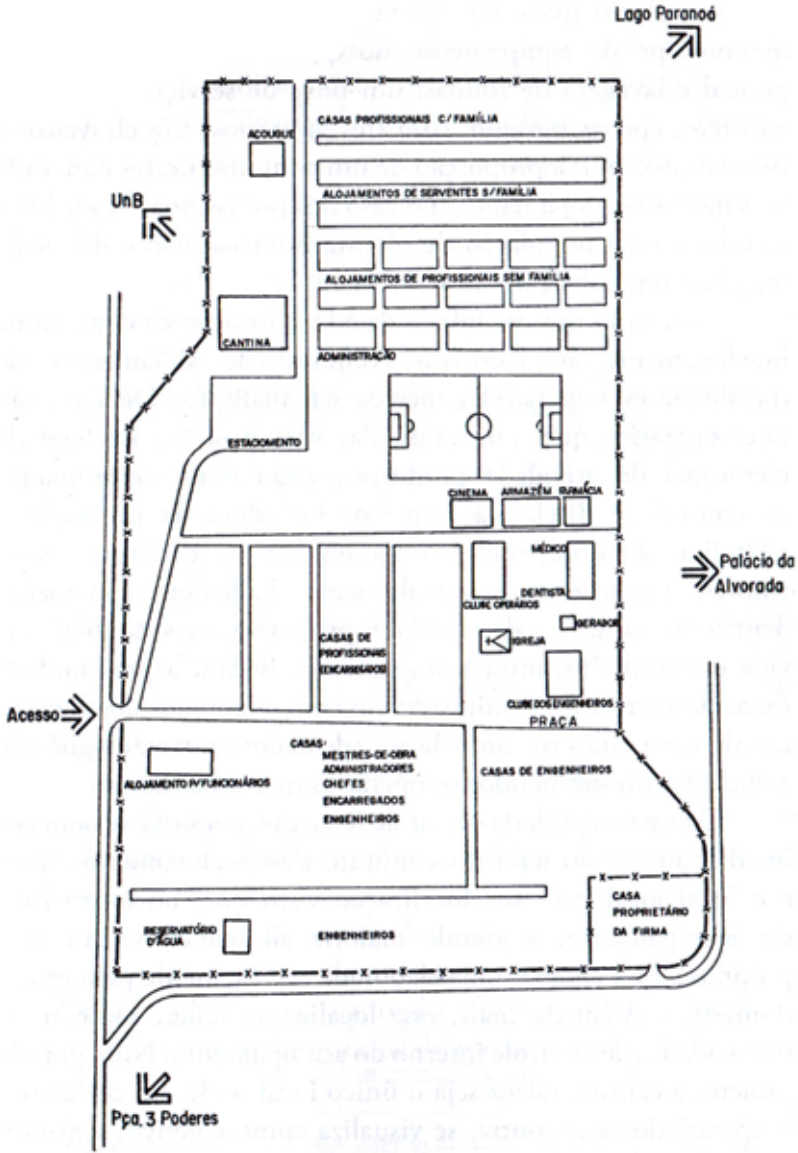 Lago Paranoá
CASAS PROFISSIONAIS C/FAMÍLIA
AÇOUGUE
ALOJAMENTOS DE SERVENTES S/FAMÍLIA
UnB
ALOJAMENTOS DE PROFISSIONAIS SEM FAMÍLIA
CANTINA
ADMINISTRAÇÃO
ESTADOMENTO
CINEMA
ARMAZÉM
FARMÁCIA
MÉDICO
Palácio da
Alvorada
DENTISTA
CLUBE OPERÁRIOS
GERADOR
IGREJA
CASAS DE
PROFISSIONAIS
ENCARREGADOS
CLUBE DOS ENGENHEIROS
PRAÇA
Acesso
CASAS:
MESTRES-DE-OBRA
ADMINISTRADORES
CHEFES
ENCARREGADOS
ENGENHEIROS
CASAS DE ENGENHEIROS
ALOJAMENTO P/FUNCIONÁRIOS
CASA
PROPRIETÁRIO
DA FIRMA
RESERVATÓRIO
D'ÁGUA
ENGENHEIROS
Pça. 3 Poderes